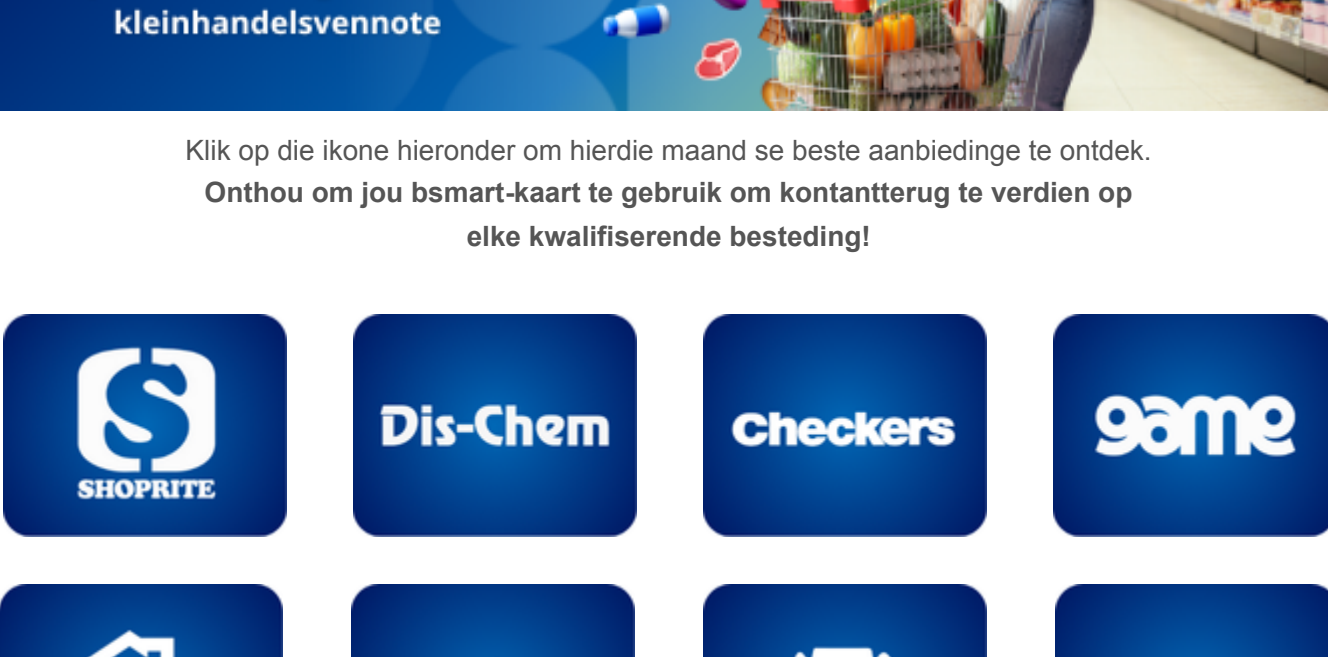 kleinhandelsvennote
Klik op die ikone hieronder om hierdie maand se beste aanbiedinge te ontdek.
Onthou om jou bsmart-kaart te gebruik om kontantterug te verdien op
elke kwalifiserende besteding!
S
SHOPRITE
Dis-Chem
Checkers
game